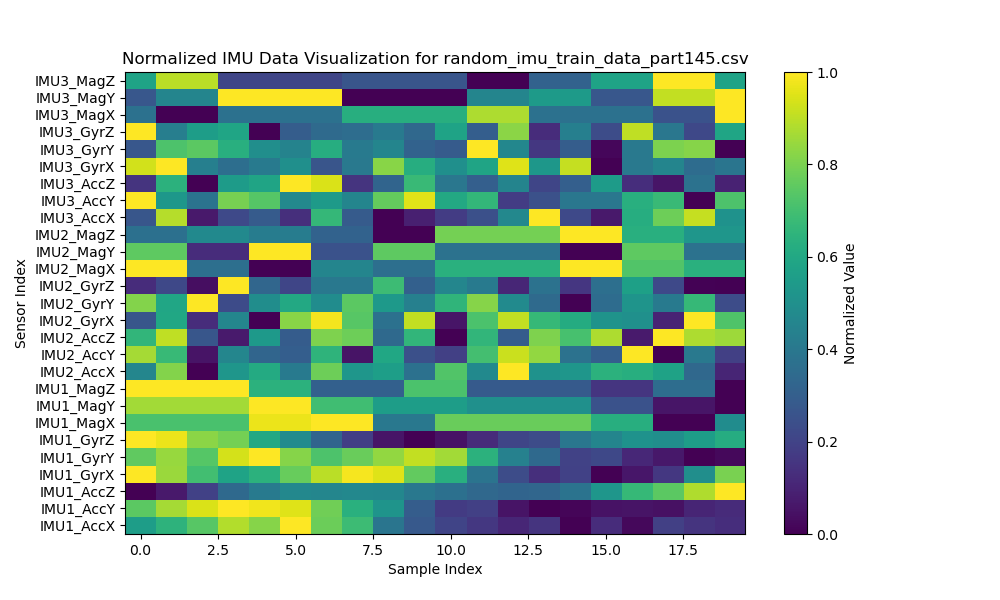 Normalized IMU Data Visualization for random_imu_train_data_part145.csv
IMU3_MagZ
IMU3_MagY
IMU3_MagX
IMU3_GyrZ
IMU3_GyrY
IMU3_GyrX
IMU3_AccZ
IMU3_AccY
IMU3_AccX
IMU2_MagZ
IMU2_MagY
IMU2_MagX
IMU2_GyrZ
IMU2_GyrY
IMU2_GyrX
IMU2_AccZ
IMU2_AccY
IMU2_AccX
IMU1_MagZ
IMU1_MagY
IMU1_MagX
IMU1_GyrZ
IMU1_GyrY
IMU1_GyrX
IMU1_AccZ
IMU1_AccY
IMU1_AccX
Sensor Index
0.0 2.5 5.0 7.5 10.0 12.5 15.0 17.5
Sample Index
1.0
0.8
0.6
0.4
0.2
0.0
Normalized Value